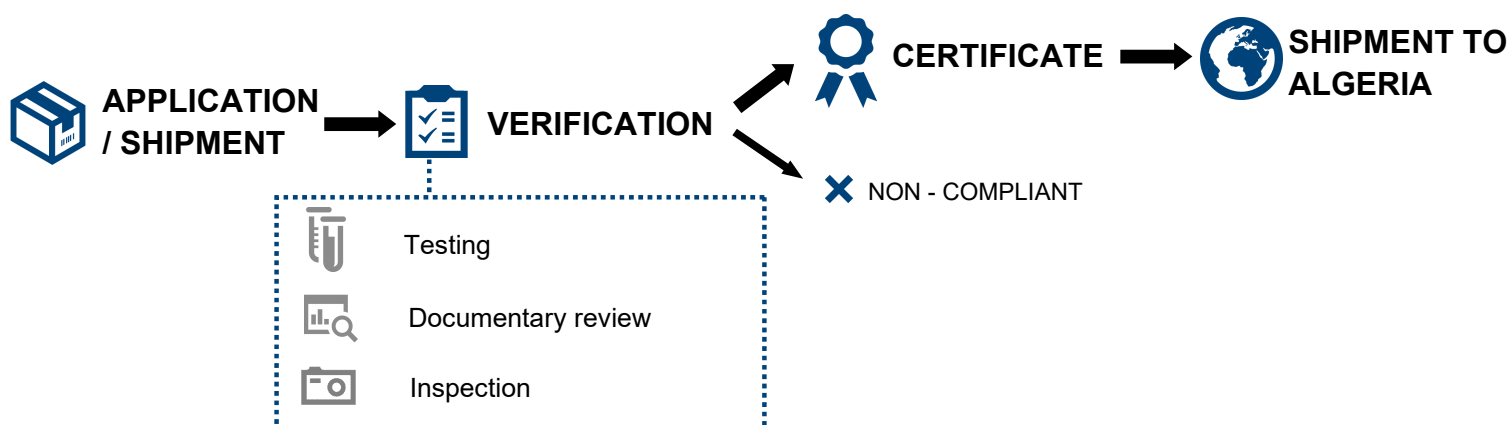 APPLICATION
/ SHIPMENT
VERIFICATION
CERTIFICATE
SHIPMENT TO
ALGERIA
NON - COMPLIANT
Testing
Documentary review
Inspection